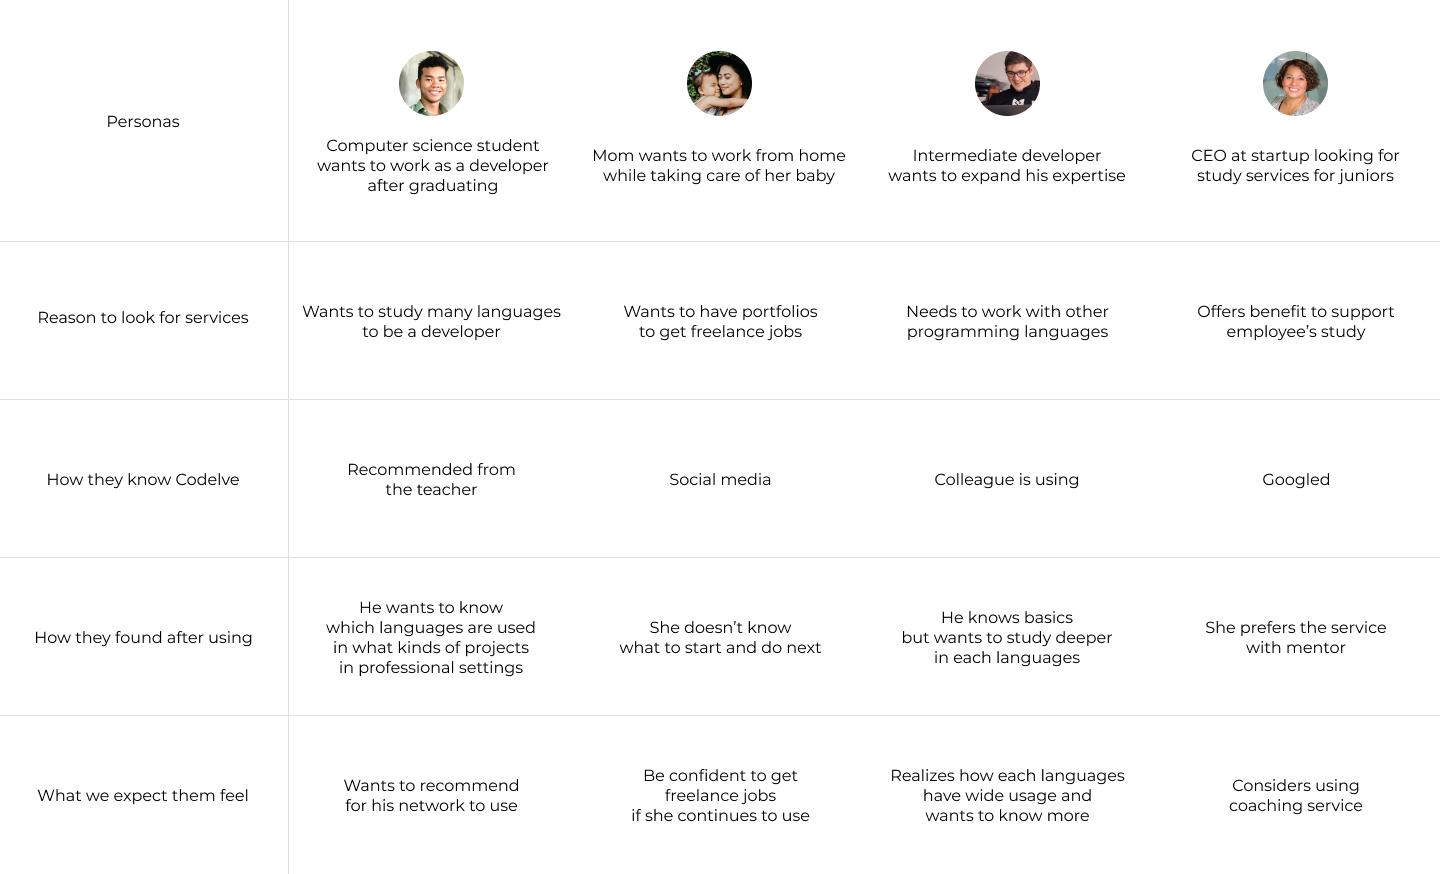 Personas
Computer science student
wants to work as a developer
after graduating
Mom wants to work from home
while taking care of her baby
Intermediate developer
wants to expand his expertise
CEO at startup looking for
study services for juniors
Reason to look for services
Wants to study many languages
to be a developer
Wants to have portfolios
to get freelance jobs
Needs to work with other
programming languages
Offers benefit to support
employee’s study
How they know Codelve
Recommended from
the teacher
Social media
Colleague is using
Googled
How they found after using
He wants to know
which languages are used
in what kinds of projects
in professional settings
She doesn’t know
what to start and do next
He knows basics
but wants to study deeper
in each languages
She prefers the service
with mentor
What we expect them feel
Wants to recommend
for his network to use
Be confident to get
freelance jobs
if she continues to use
Realizes how each languages
have wide usage and
wants to know more
Considers using
coaching service